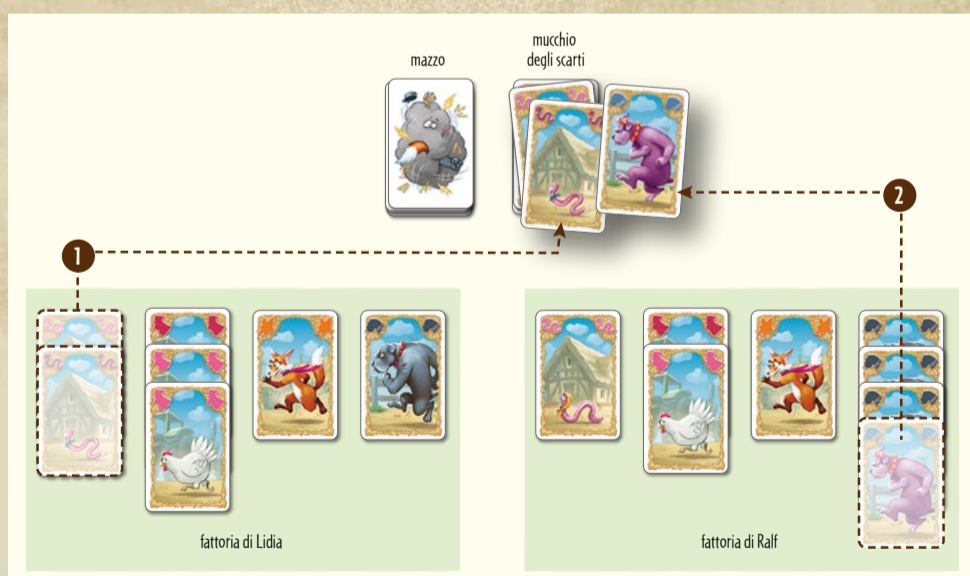 mazzo
mucchio
degli scarti
1
2
fattoria di Lidia
fattoria di Ralf